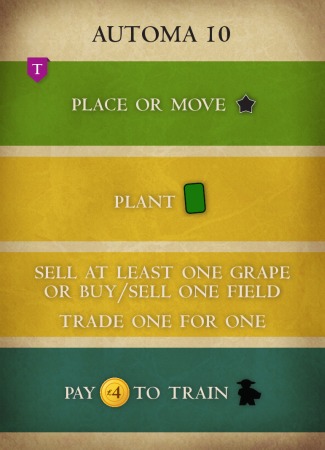 AUTOMA 10
T
PLACE OR MOVE
PLANT
SELL AT LEAST ONE GRAPE
OR BUY/SELL ONE FIELD
TRADE ONE FOR ONE
PAY 4 TO TRAIN